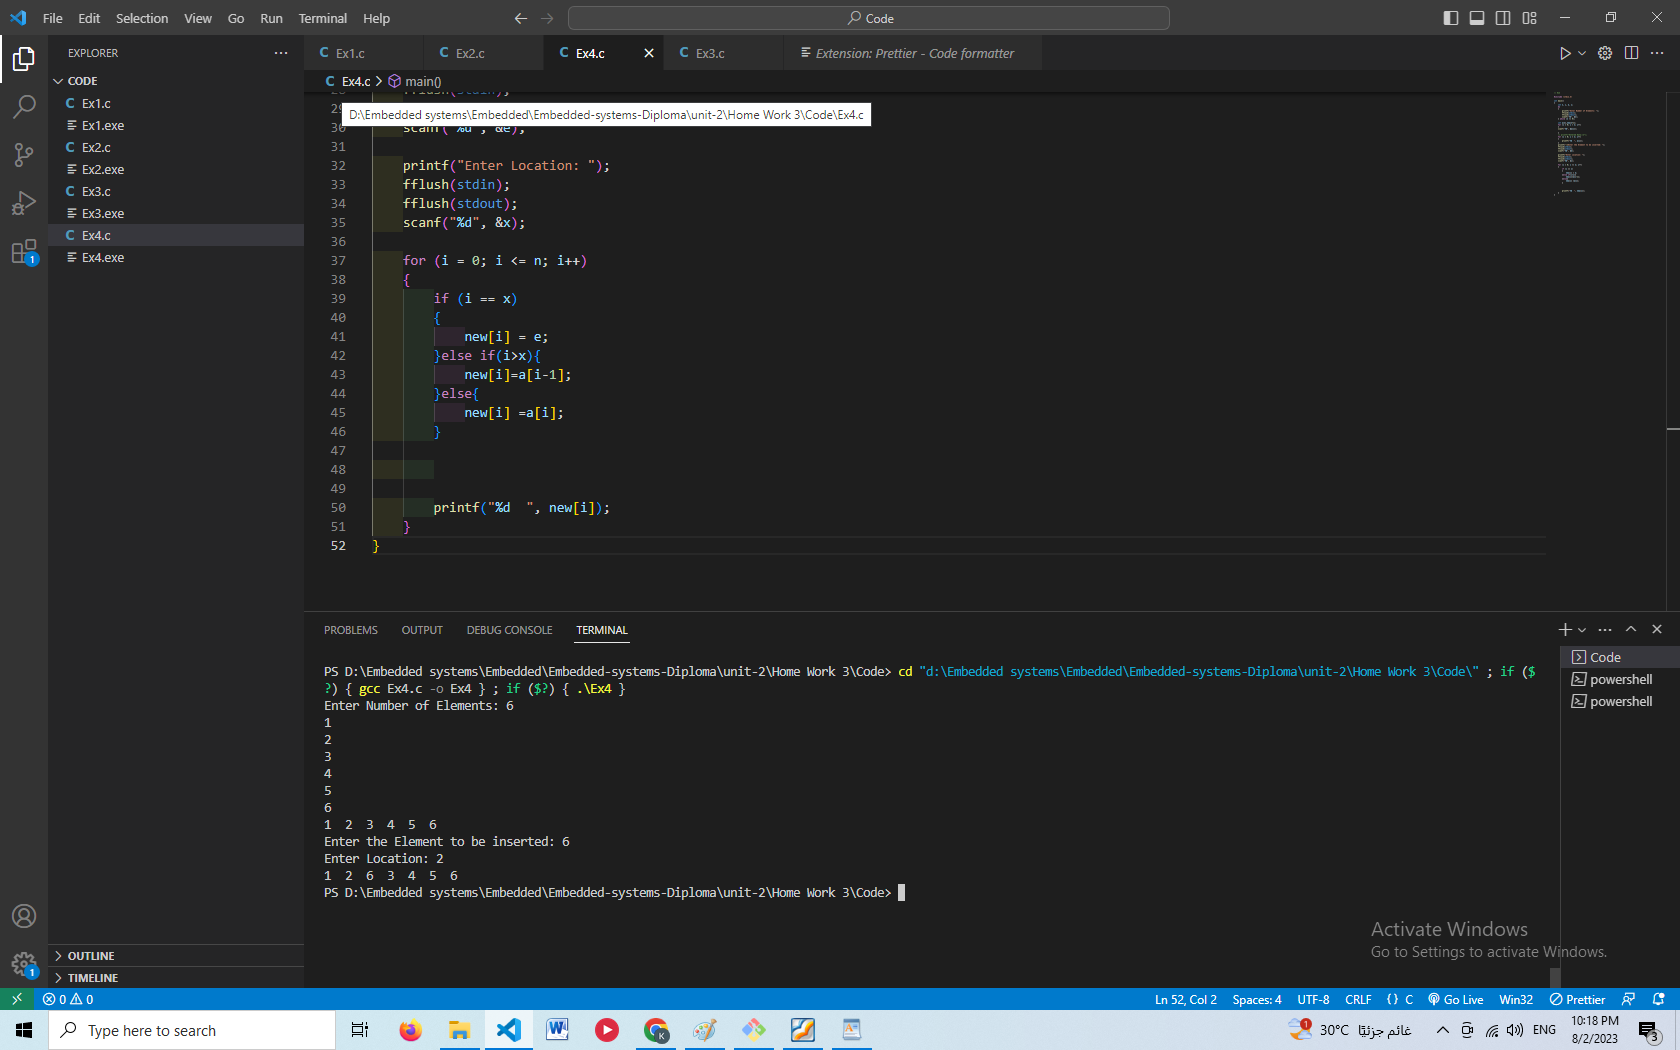 File Edit Selection View Go Run Terminal Help
Code
EXPLORER
CODE
Ex1.c
Ex1.exe
Ex2.c
Ex2.exe
Ex3.c
Ex3.exe
Ex4.c
Ex4.exe
OUTLINE
TIMELINE
Ex1.c Ex2.c Ex4.c Ex3.c Extension: Prettier - Code formatter
Ex4.c > main()
D:\Embedded systems\Embedded\Embedded-systems-Diploma\unit-2\Home Work 3\Code\Ex4.c
30 scanf("%d", &e);
31
32 printf("Enter Location: ");
33 fflush(stdin);
34 fflush(stdout);
35 scanf("%d", &x);
36
37 for (i = 0; i <= n; i++)
38 {
39 if (i == x)
40 {
41 new[i] = e;
42 }else if(i>x){
43 new[i]=a[i-1];
44 }else{
45 new[i] =a[i];
46 }
47
48
49
50 printf("%d  ", new[i]);
51 }
52 }
PROBLEMS OUTPUT DEBUG CONSOLE TERMINAL
PS D:\Embedded systems\Embedded\Embedded-systems-Diploma\unit-2\Home Work 3\Code> cd "d:\Embedded systems\Embedded\Embedded-systems-Diploma\unit-2\Home Work 3\Code\" ; if ($
?) { gcc Ex4.c -o Ex4 } ; if ($?) { .\Ex4 }
Enter Number of Elements: 6
1
2
3
4
5
6
1 2 3 4 5 6
Enter the Element to be inserted: 6
Enter Location: 2
1 2 6 3 4 5 6
PS D:\Embedded systems\Embedded\Embedded-systems-Diploma\unit-2\Home Work 3\Code>
Code
powershell
powershell
Activate Windows
Go to Settings to activate Windows.
0 0 Ln 52, Col 2 Spaces: 4 UTF-8 CRLF {} C Go Live Win32 Prettier
Type here to search
1 30°C غائم جزئيًا ENG
10:18 PM
8/2/2023
3